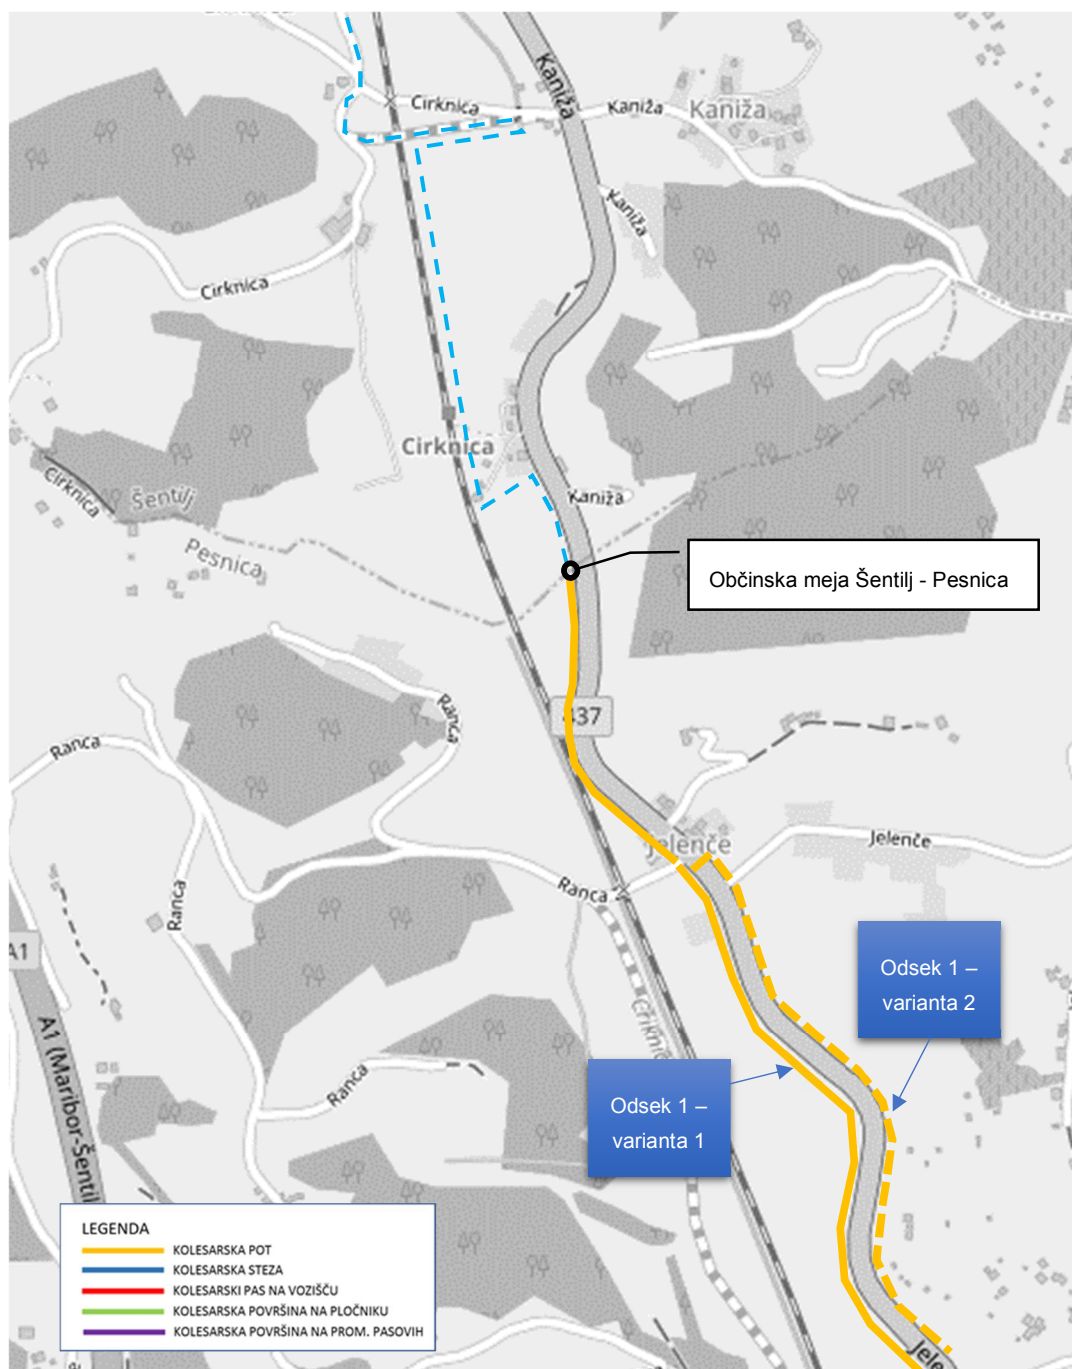 Kaniža
Cirknica
Kaniža
Kaniža
Kaniža
Cirknica
Cirknica
Kaniža
Cirknica
Šentilj
Pesnica
Občinska meja Šentilj - Pesnica
437
Ranca
Ranca
Jelenče
Jelenče
Ranca
Ranca
A1
Odsek 1 –
varianta 2
A1 (Maribor-Šentil
Ranca
Odsek 1 –
varianta 1
LEGENDA
KOLESARSKA POT
KOLESARSKA STEZA
KOLESARSKI PAS NA VOZIŠČU
KOLESARSKA POVRŠINA NA PLOČNIKU
KOLESARSKA POVRŠINA NA PROM. PASOVIH
Jele